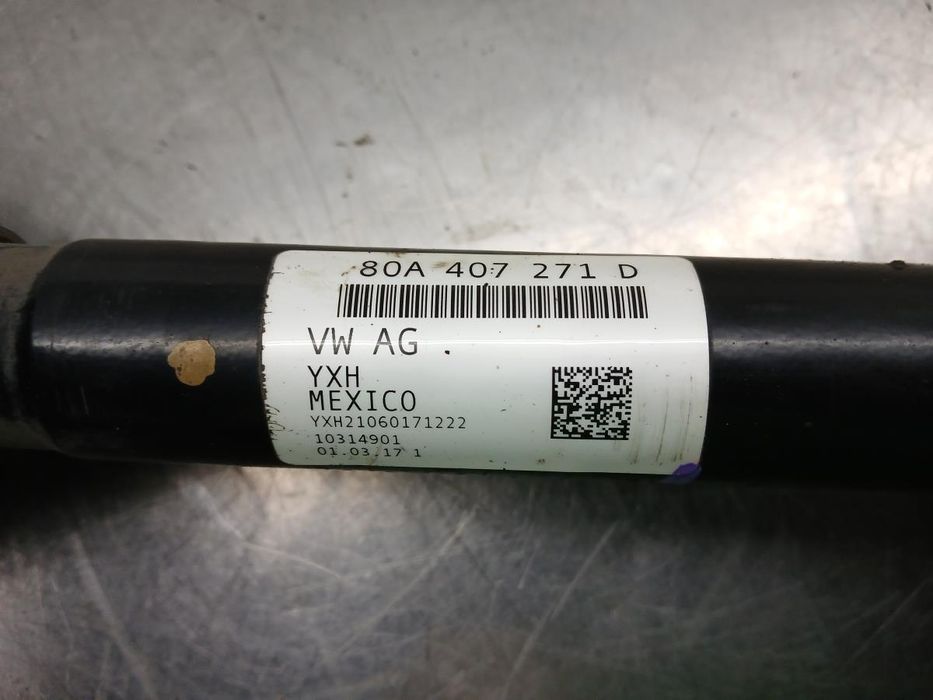 80A 407 271 D
VW AG
YXH
MEXICO
YXH21060171222
10314901
01.03.17 1